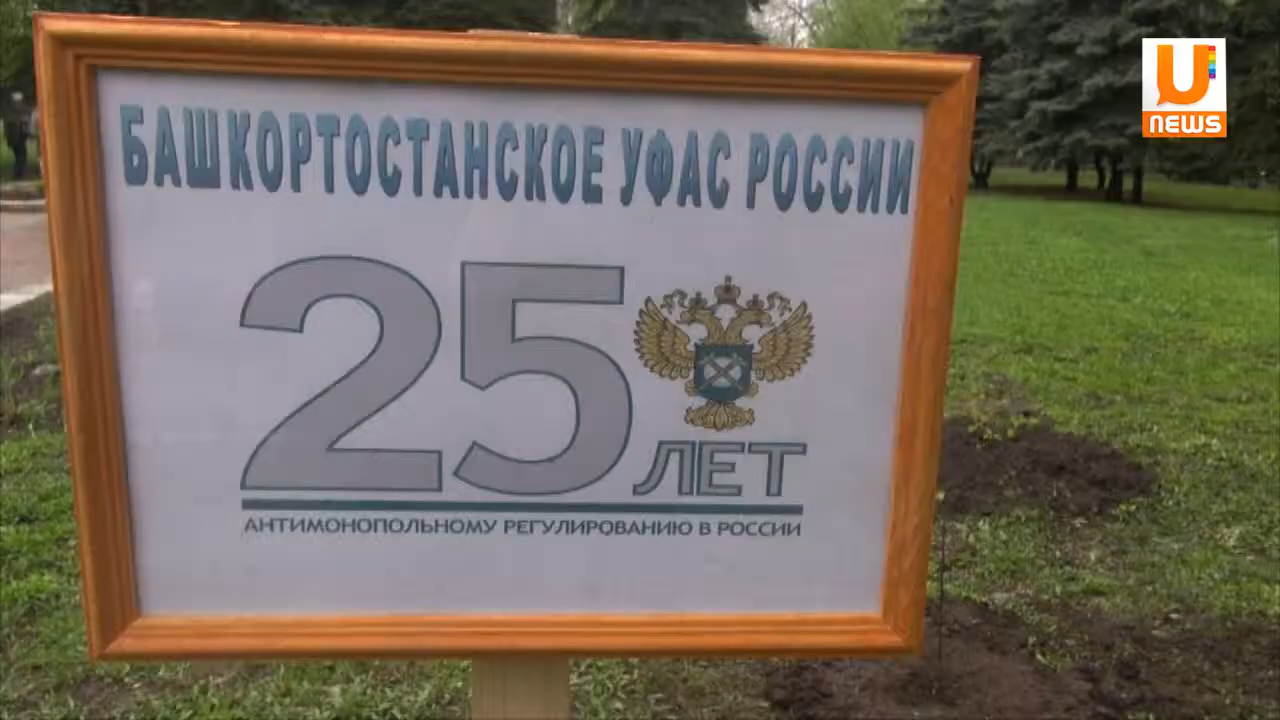 БАШКОРТОСТАНСКОЕ УФАС РОССИИ
25 ЛЕТ
АНТИМОНОПОЛЬНОМУ РЕГУЛИРОВАНИЮ В РОССИИ
U
NEWS